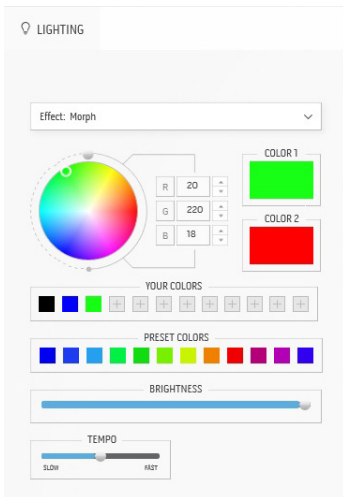 LIGHTING
Effect: Morph
COLOR 1
R 20
G 220
B 18
COLOR 2
YOUR COLORS
PRESET COLORS
BRIGHTNESS
TEMPO
SLOW FAST